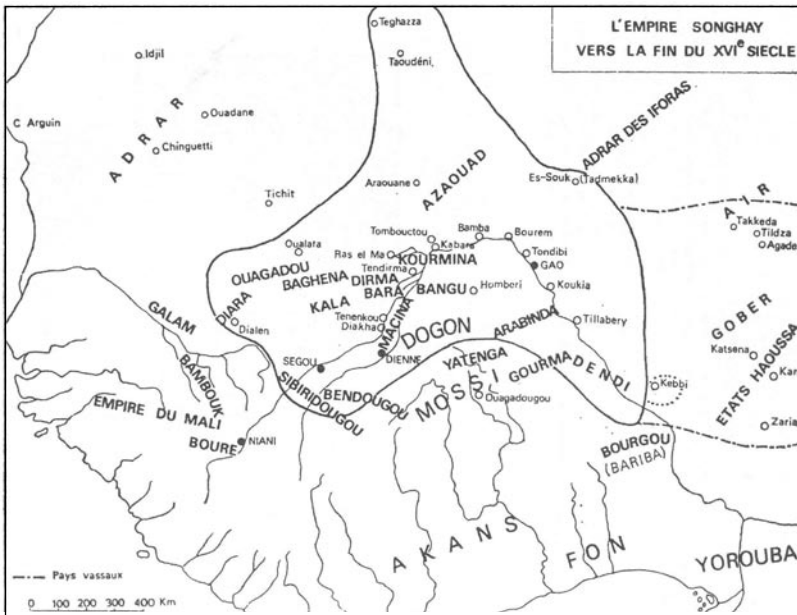 L'EMPIRE SONGHAY
VERS LA FIN DU XVIe SIECLE
Teghazza
Idjil
Taoudéni,
C Arguin
Ouadane
ADRAR
Chinguetti
ADRAR DES IFORAS
Es-Souk (Tadmekka)
Araouane
AZAOUAD
Tichit
AIR
Takkeda
Tildza
Agade
Tombouctou
Bamba
Bourem
Oualata
Ras el Ma
Kabara
KOURMINA
Tondibi
GAO
OUAGADOU
BAGHENA
Tendirma
DIRMA
BARA
BANGU
Homberi
Koukia
KALA
DIARA
Dialen
GALAM
Tenenkou
Diakha
MACINA
DOGON
ARABINDA
Tillabery
GOBER
DIENNE
SEGOU
YATENGA
GOURMA
DENDI
Katsena
Kan
Kebbi
ETATS HAOUSSA
BAMBOUK
SIBIRIDOUGOU
BENDOUGOU
MOSSI
Ouagadougou
EMPIRE DU MALI
BOURE
NIANI
Zaria
BOURGOU
(BARIBA)
AKANS
FON
YOROUBA
Pays vassaux
0 100 200 300 400 Km